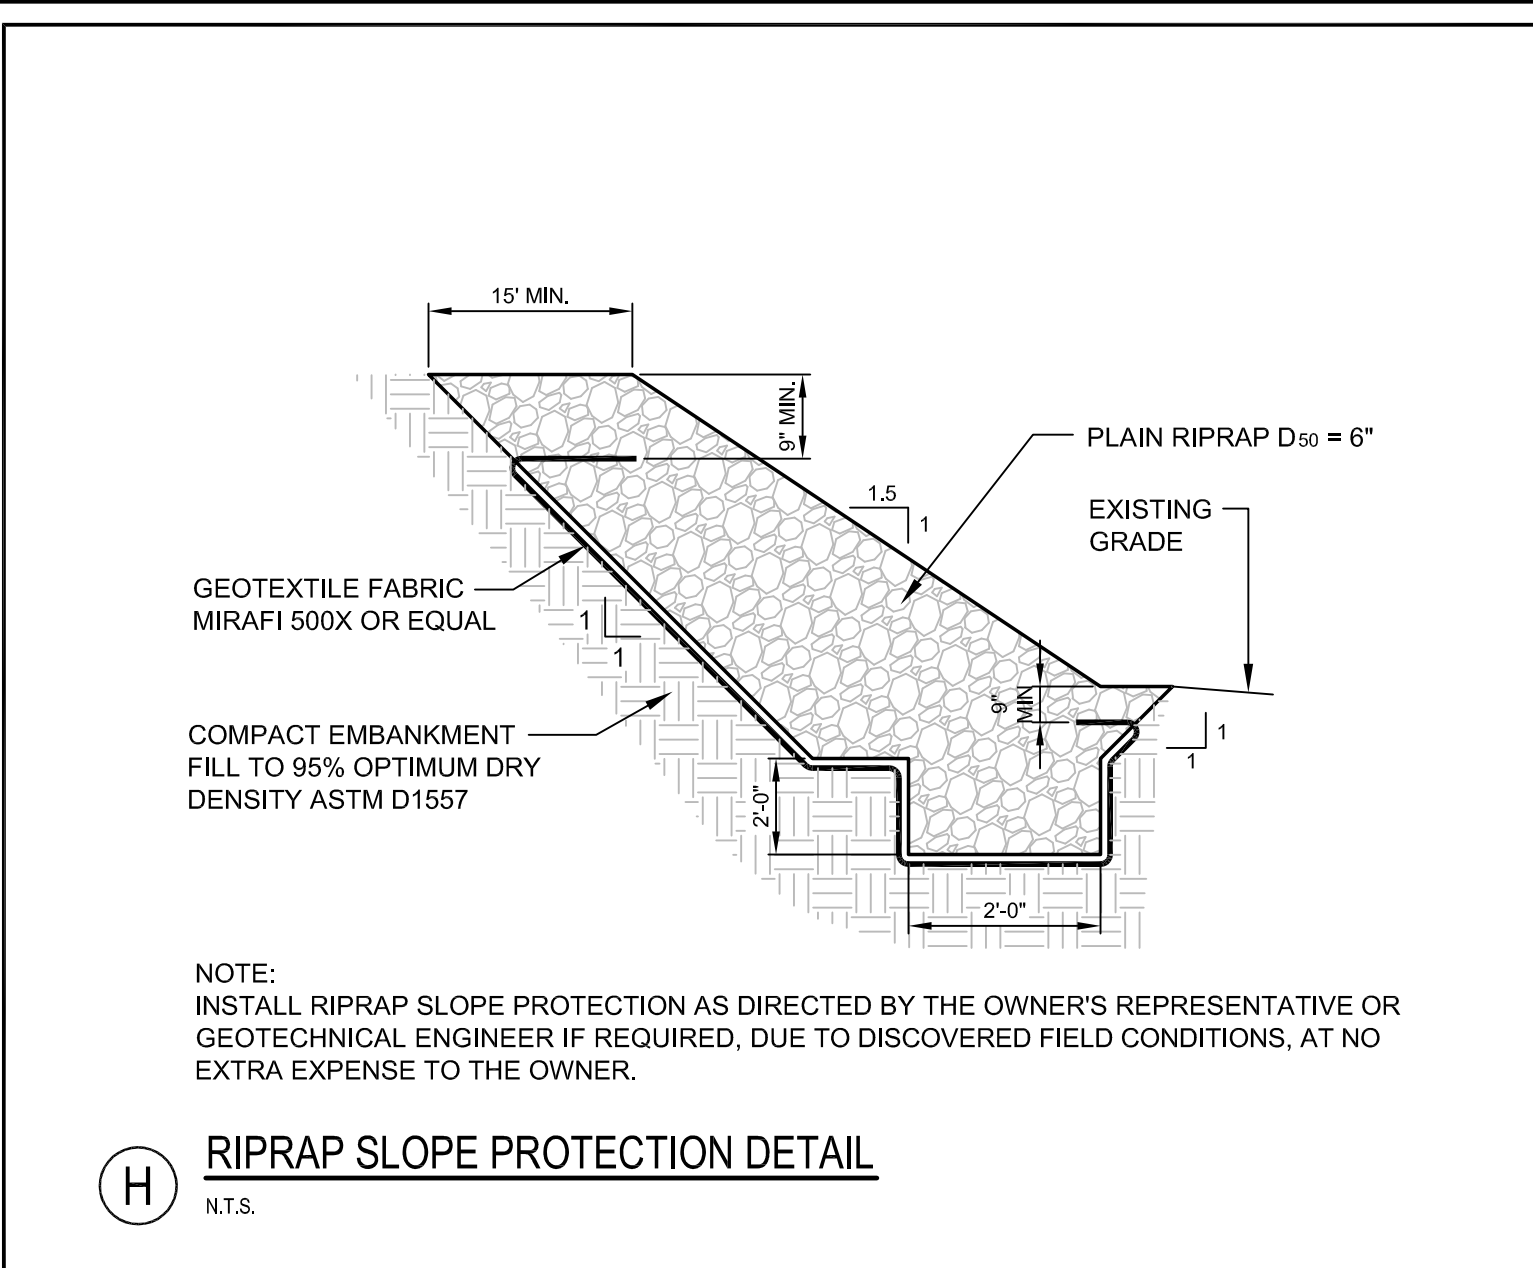 15' MIN.
9" MIN.
PLAIN RIPRAP D50 = 6"
1.5
1
EXISTING
GRADE
GEOTEXTILE FABRIC
MIRAFI 500X OR EQUAL
1
1
9"
MIN
1
1
COMPACT EMBANKMENT
FILL TO 95% OPTIMUM DRY
DENSITY ASTM D1557
2'-0"
2'-0"
NOTE:
INSTALL RIPRAP SLOPE PROTECTION AS DIRECTED BY THE OWNER'S REPRESENTATIVE OR
GEOTECHNICAL ENGINEER IF REQUIRED, DUE TO DISCOVERED FIELD CONDITIONS, AT NO
EXTRA EXPENSE TO THE OWNER.
H
RIPRAP SLOPE PROTECTION DETAIL
N.T.S.